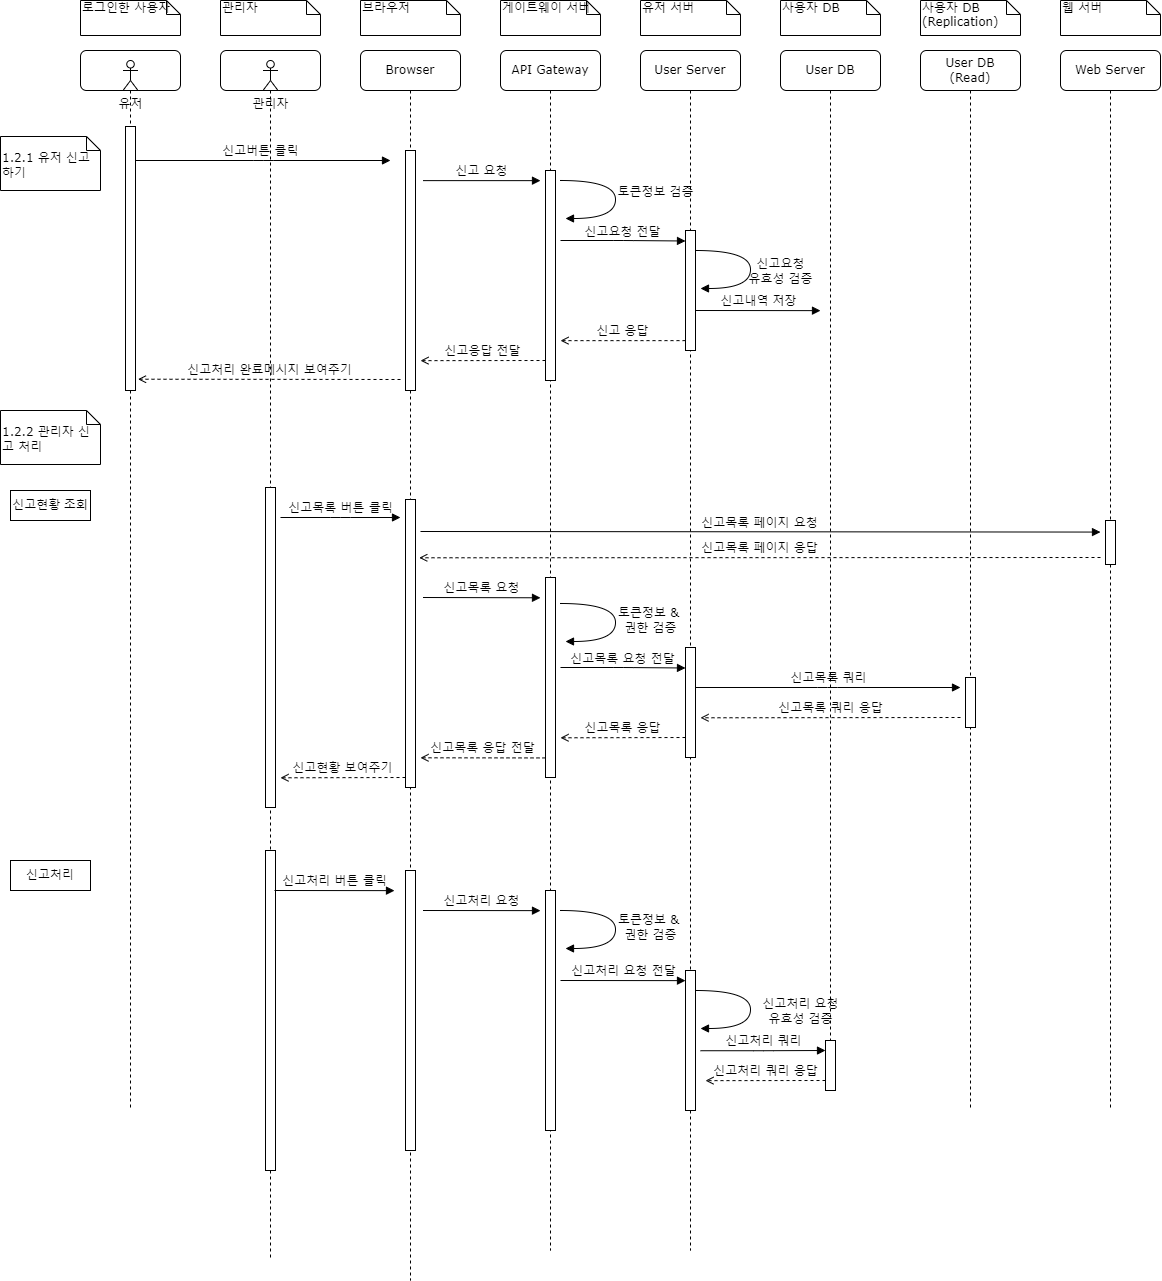 로그인한 사용자
관리자
브라우저
게이트웨이 서버
유저 서버
사용자 DB
사용자 DB
(Replication)
웹 서버
Browser
API Gateway
User Server
User DB
User DB
(Read)
Web Server
유저
관리자
1.2.1 유저 신고
하기
신고버튼 클릭
신고 요청
토큰정보 검증
신고요청 전달
신고요청
유효성 검증
신고내역 저장
신고 응답
신고응답 전달
신고처리 완료메시지 보여주기
1.2.2 관리자 신
고 처리
신고현황 조회
신고목록 버튼 클릭
신고목록 페이지 요청
신고목록 페이지 응답
신고목록 요청
토큰정보 &
권한 검증
신고목록 요청 전달
신고목록 쿼리
신고목록 쿼리 응답
신고목록 응답
신고목록 응답 전달
신고현황 보여주기
신고처리
신고처리 버튼 클릭
신고처리 요청
토큰정보 &
권한 검증
신고처리 요청 전달
신고처리 요청
유효성 검증
신고처리 쿼리
신고처리 쿼리 응답